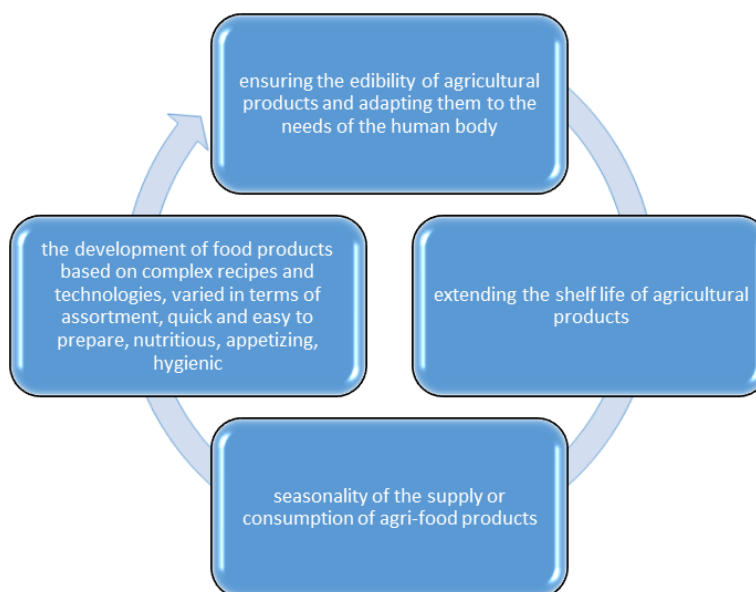 ensuring the edibility of agricultural
products and adapting them to the
needs of the human body
the development of food products
based on complex recipes and
technologies, varied in terms of
assortment, quick and easy to
prepare, nutritious, appetizing,
hygienic
extending the shelf life of agricultural
products
seasonality of the supply or
consumption of agri-food products